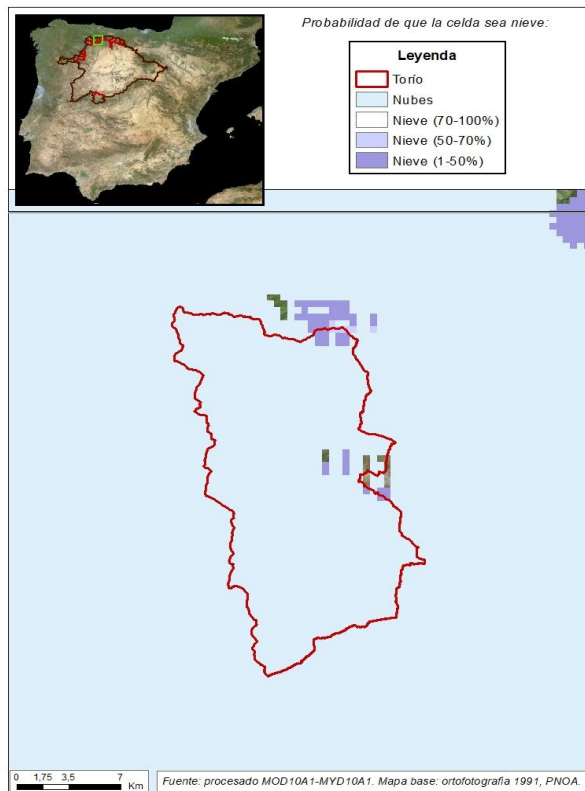 Probabilidad de que la celda sea nieve:
Leyenda
Torío
Nubes
Nieve (70-100%)
Nieve (50-70%)
Nieve (1-50%)
0 1,75 3,5 7
Km
Fuente: procesado MOD10A1-MYD10A1. Mapa base: ortofotografía 1991, PNOA.